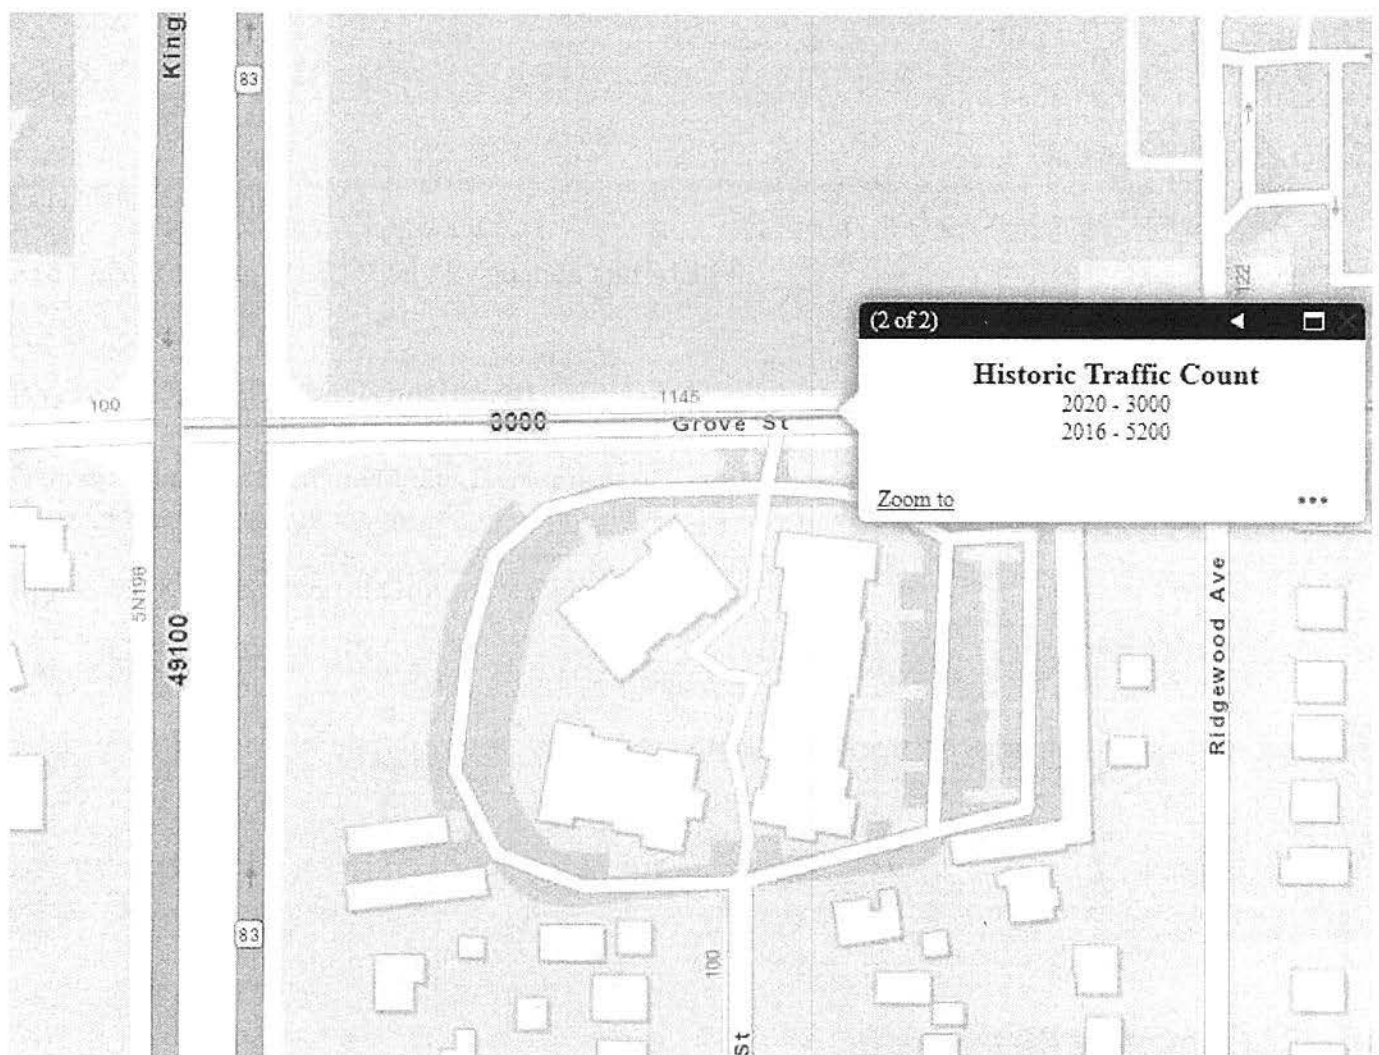 King
83
122
(2 of 2)
Historic Traffic Count
2020 - 3000
2016 - 5200
Zoom to
•••
100
1145
3000
Grove St
5N198
49100
Ridgewood Ave
83
100
St